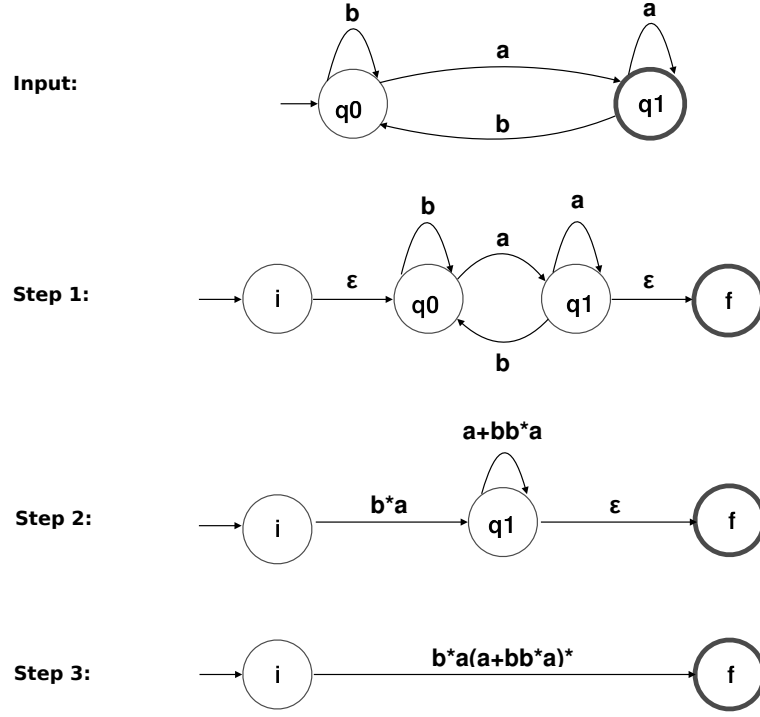 b
a
a
Input:
q0
q1
b
b
a
a
Step 1:
i
ε
q0
q1
ε
f
b
a+bb*a
Step 2:
i
b*a
q1
ε
f
b*a(a+bb*a)*
Step 3:
i
f